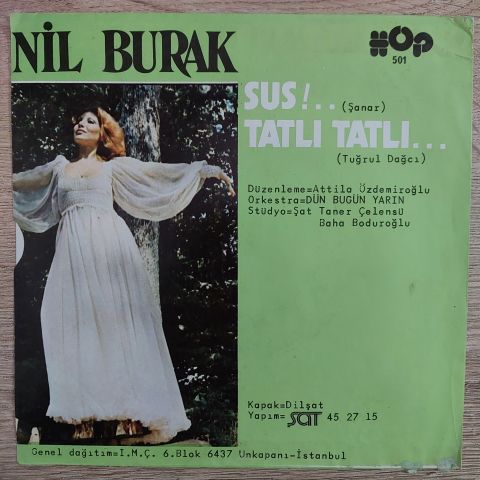 NİL BURAK
HOP
501
SUS!..(Şanar)
TATLI TATLI...
(Tuğrul Dağcı)
Düzenleme=Attila Özdemiroğlu
Orkestra=DÜN BUGÜN YARIN
Stüdyo=Şat Taner Çelensü
Baha Boduroğlu
Kapak=Dilşat
Yapım=ŞAT 45 27 15
Genel dağıtım=İ.M.Ç. 6.Blok 6437 Unkapanı-İstanbul